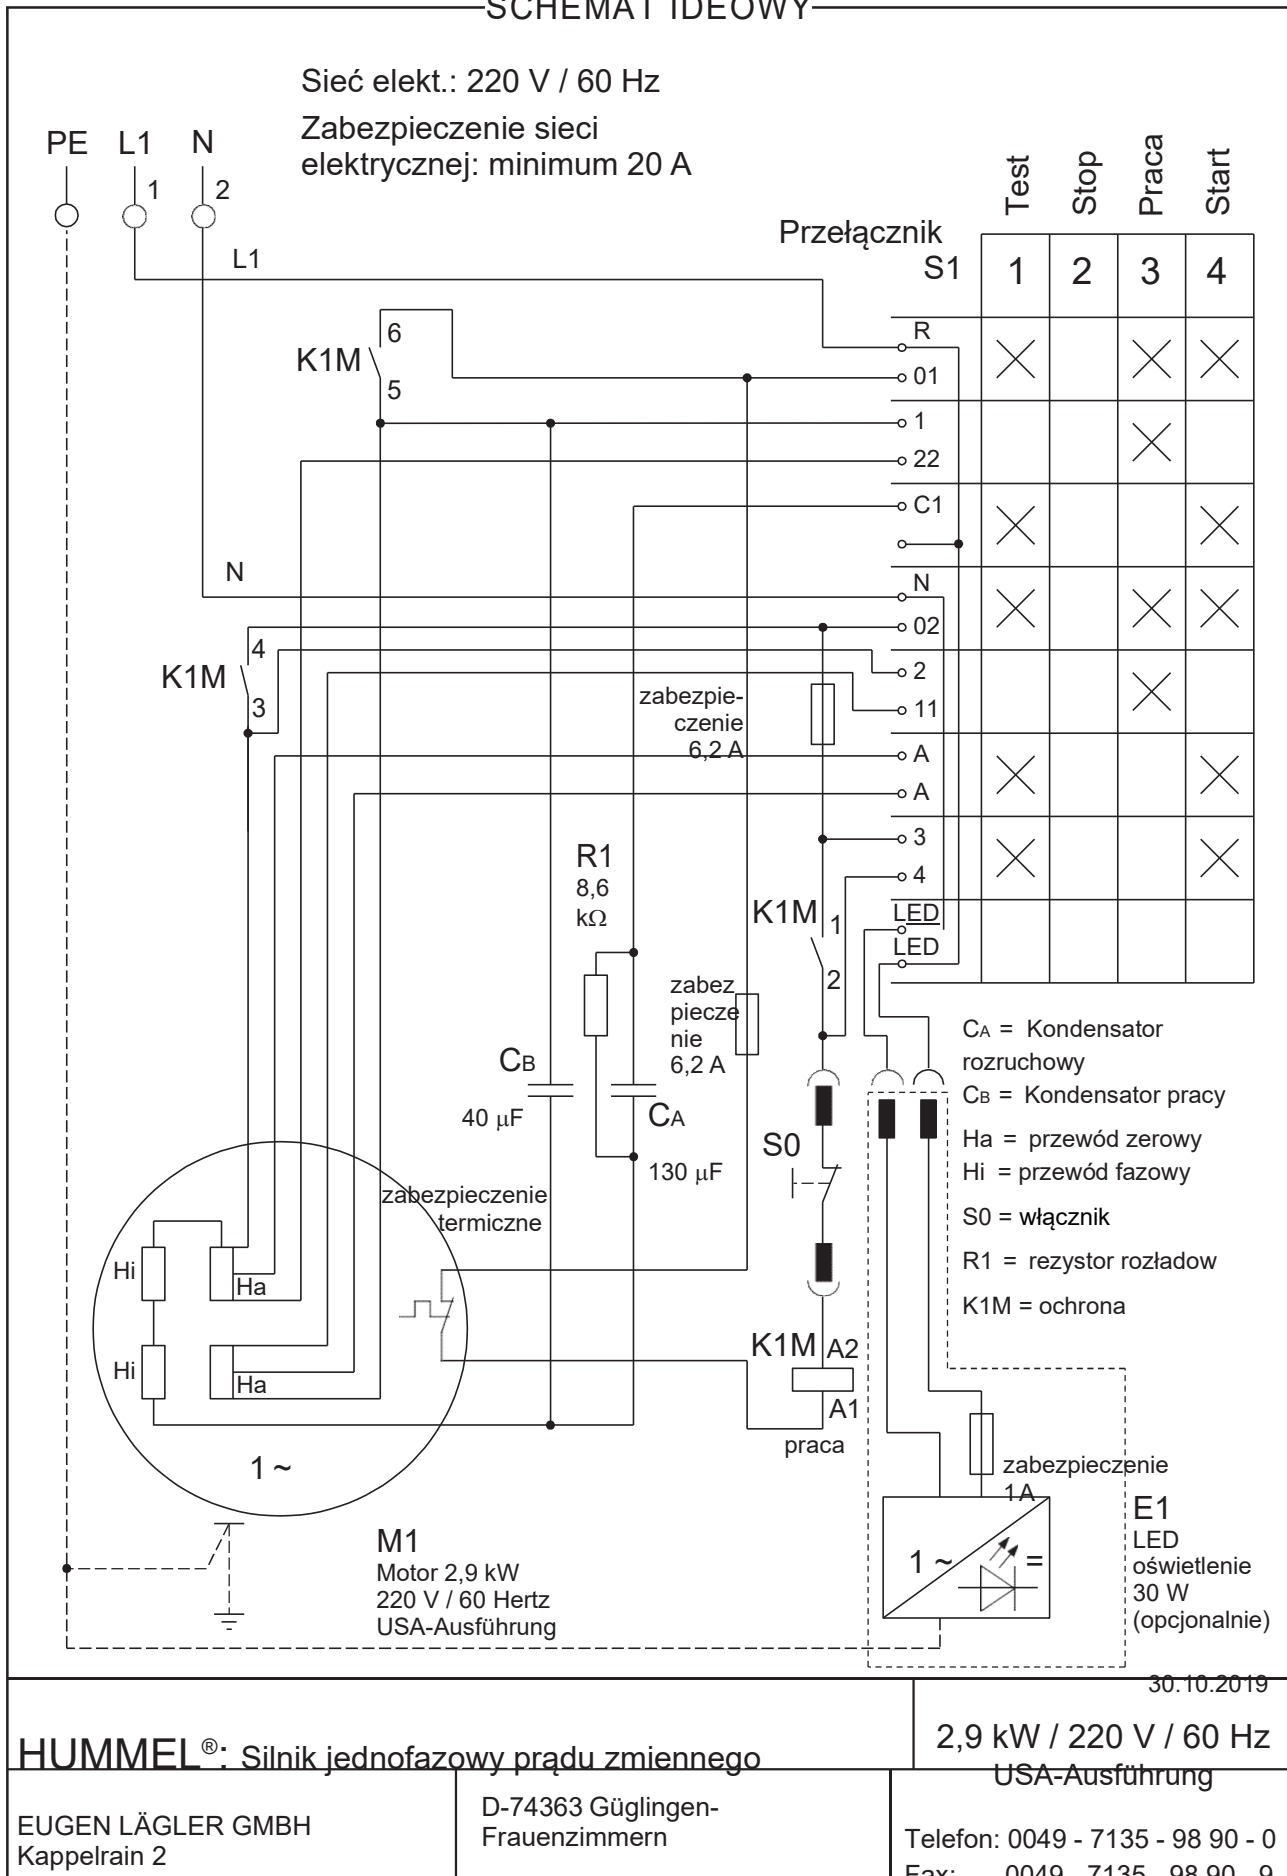 SCHEMAT IDEOWY
Sieć elekt.: 220 V / 60 Hz
Zabezpieczenie sieci
elektrycznej: minimum 20 A
PE
L1
N
1
2
Test
Stop
Praca
Start
Przełącznik
S1
1
2
3
4
L1
R
01
K1M
6
5
1
22
C1
N
N
02
K1M
4
3
2
11
zabezpie-
czenie
6,2 A
A
A
3
4
R1
8,6
kΩ
K1M
1
2
LED
LED
zabez
piecze
nie
6,2 A
CB
40 µF
CA
130 µF
S0
CA = Kondensator
rozruchowy
CB = Kondensator pracy
Ha = przewód zerowy
Hi = przewód fazowy
S0 = włącznik
R1 = rezystor rozładow
K1M = ochrona
zabezpieczenie
termiczne
Hi
Ha
Hi
Ha
K1M
A2
A1
praca
1 ~
zabezpieczenie
1A
M1
Motor 2,9 kW
220 V / 60 Hertz
USA-Ausführung
1 ~
=
E1
LED
oświetlenie
30 W
(opcjonalnie)
30.10.2019
HUMMEL®: Silnik jednofazowy prądu zmiennego
2,9 kW / 220 V / 60 Hz
USA-Ausführung
EUGEN LÄGLER GMBH
Kappelrain 2
D-74363 Güglingen-
Frauenzimmern
Telefon: 0049 - 7135 - 98 90 - 0
Fax: 0049 - 7135 - 98 90 - 9